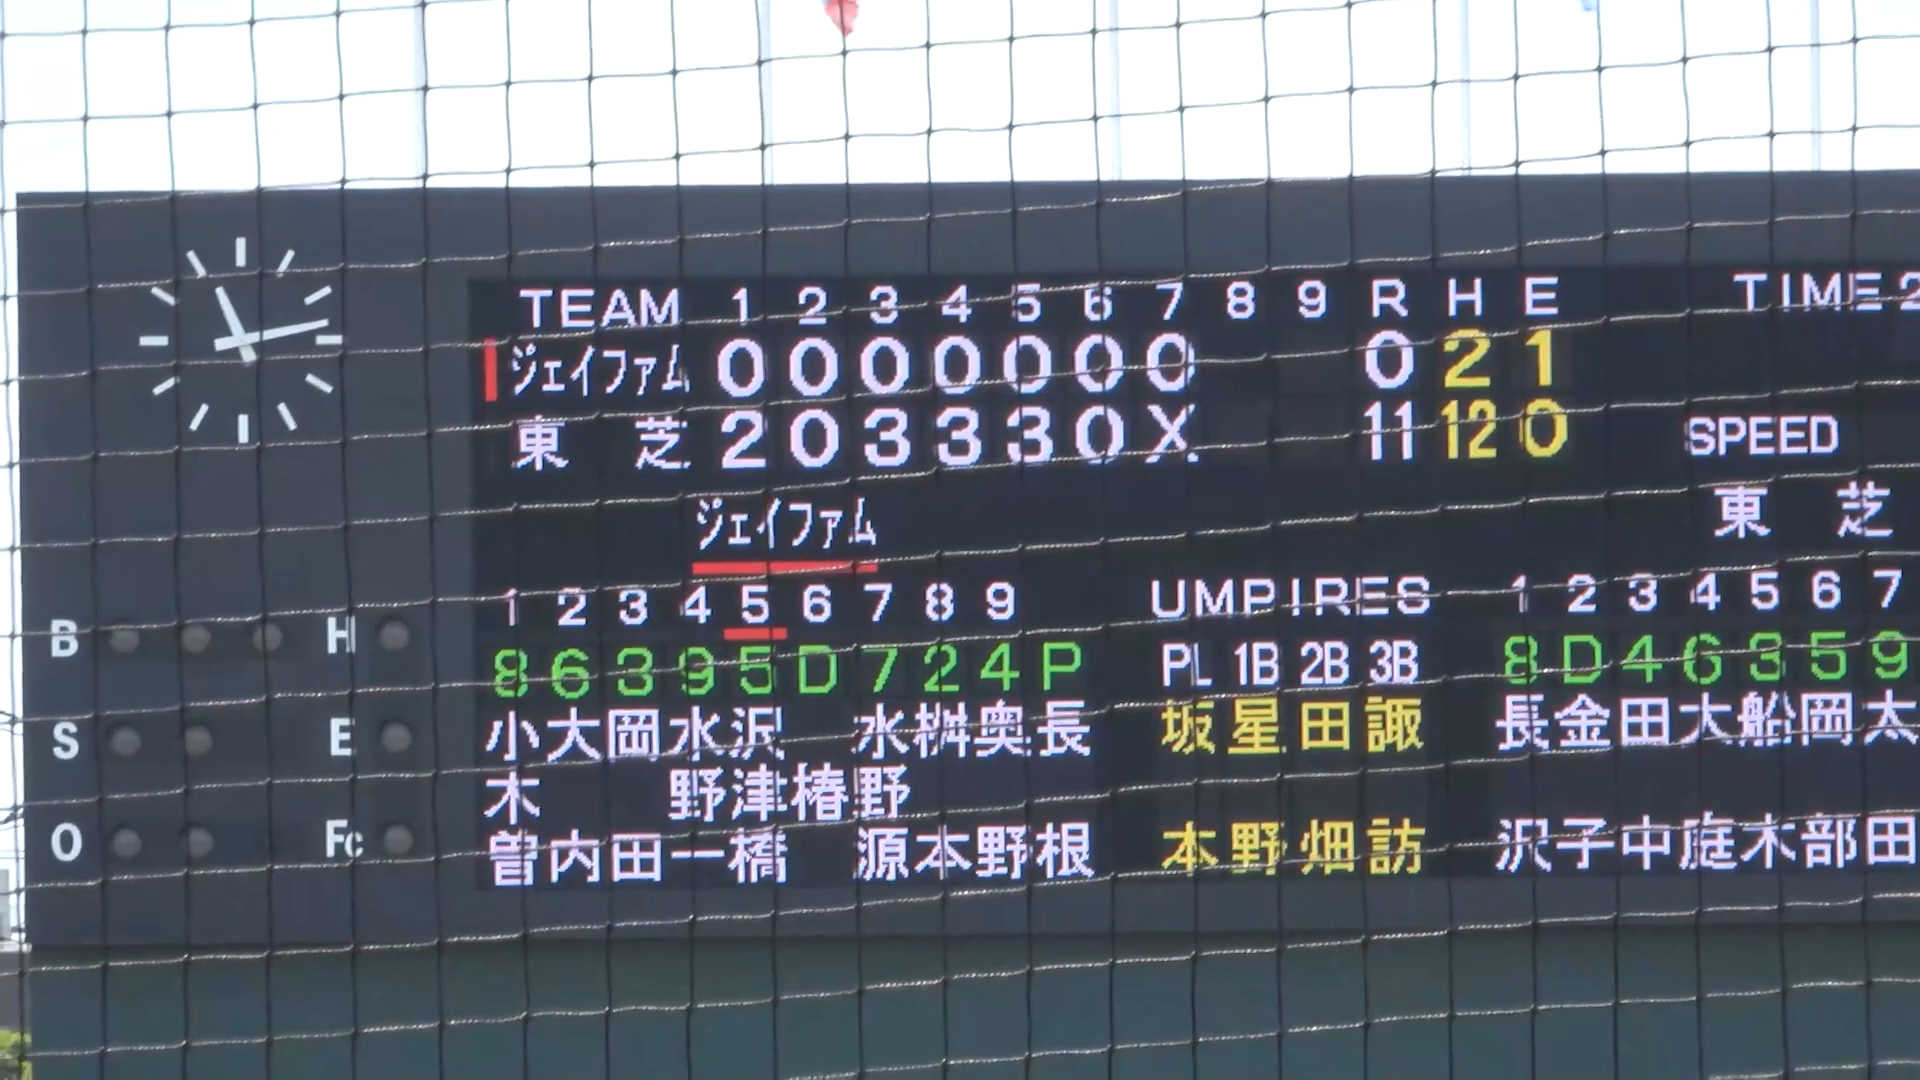 TEAM 1 2 3 4 5 6 7 8 9 R H E TIME 2
ジェイファム 0 0 0 0 0 0 0 0 2 1
東芝 2 0 3 3 3 0 X 11 12 0
SPEED
ジェイファム 東芝
1 2 3 4 5 6 7 8 9 UMPIRES 1 2 3 4 5 6 7
B H 8 6 3 9 5 D 7 2 4 P PL 1B 2B 3B 8 D 4 6 3 5 9
S E 小大岡水沢 水桝奥長 坂星田諏 長金田大船岡太
木 野津椿野
O Fc 曽内田一橋 源本野根 本野畑訪 沢子中庭木部田